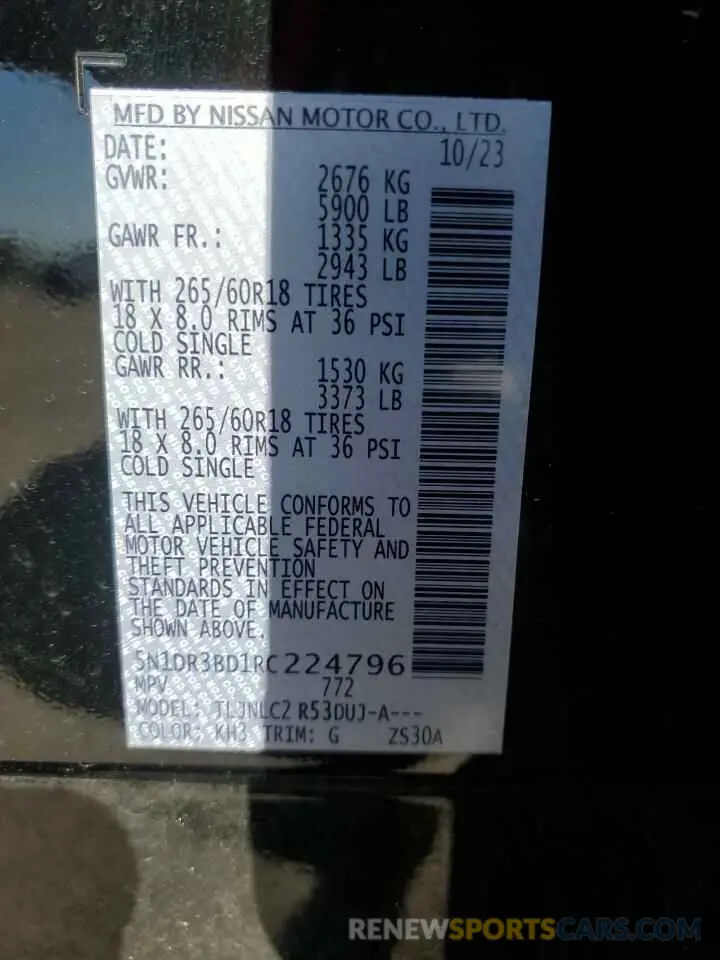 MFD BY NISSAN MOTOR CO., LTD.
DATE: 10/23
GVWR: 2676 KG
5900 LB
GAWR FR.: 1335 KG
2943 LB
WITH 265/60R18 TIRES
18 X 8.0 RIMS AT 36 PSI
COLD SINGLE
GAWR RR.: 1530 KG
3373 LB
WITH 265/60R18 TIRES
18 X 8.0 RIMS AT 36 PSI
COLD SINGLE
THIS VEHICLE CONFORMS TO
ALL APPLICABLE FEDERAL
MOTOR VEHICLE SAFETY AND
THEFT PREVENTION
STANDARDS IN EFFECT ON
THE DATE OF MANUFACTURE
SHOWN ABOVE.
5N1DR3BD1RC224796
MPV 772
MODEL: TLJNLC2 R53DUJ-A---
COLOR: KH3 TRIM: G ZS30A
RENEWSPORTSCARS.COM